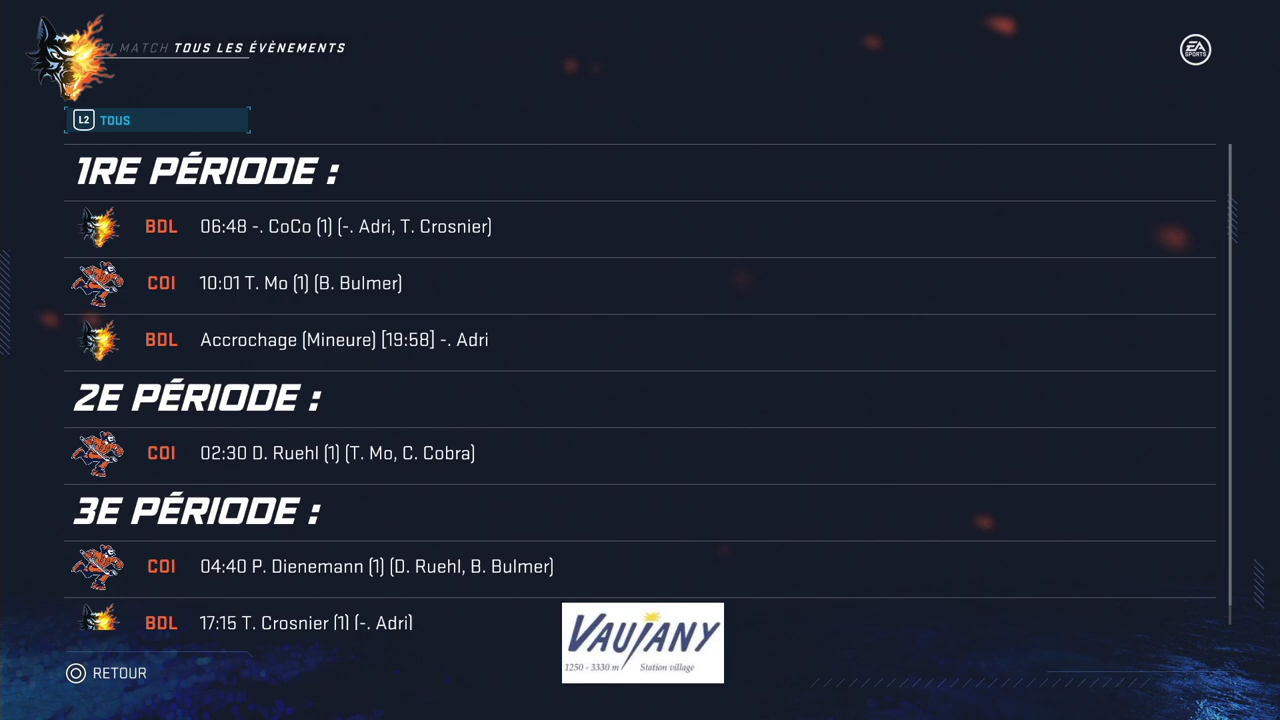 MATCH TOUS LES ÉVÈNEMENTS
EA
SPORTS
L2 TOUS
1RE PÉRIODE :
BDL 06:48 -. CoCo (1) (-. Adri, T. Crosnier)
COI 10:01 T. Mo (1) (B. Bulmer)
BDL Accrochage (Mineure) [19:58] -. Adri
2E PÉRIODE :
COI 02:30 D. Ruehl (1) (T. Mo, C. Cobra)
3E PÉRIODE :
COI 04:40 P. Dienemann (1) (D. Ruehl, B. Bulmer)
BDL 17:15 T. Crosnier (1) (-. Adri)
VAUJANY
1250 - 3330 m Station village
RETOUR